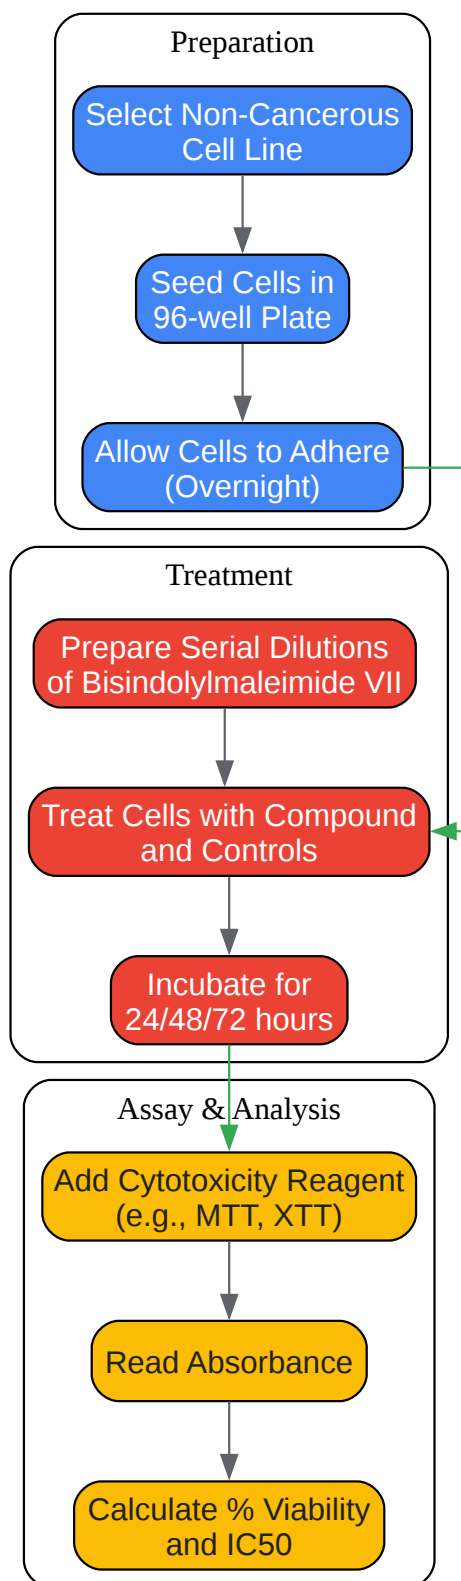 Preparation
Select Non-Cancerous
Cell Line
Seed Cells in
96-well Plate
Allow Cells to Adhere
(Overnight)
Treatment
Prepare Serial Dilutions
of Bisindolylmaleimide VII
Treat Cells with Compound
and Controls
Incubate for
24/48/72 hours
Assay & Analysis
Add Cytotoxicity Reagent
(e.g., MTT, XTT)
Read Absorbance
Calculate % Viability
and IC50